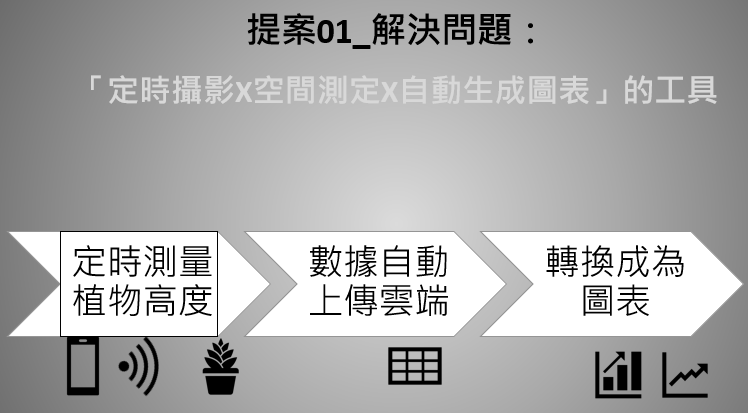 提案01_解決問題：
「定時攝影X空間測定X自動生成圖表」的工具
定時測量
植物高度
數據自動
上傳雲端
轉換成為
圖表